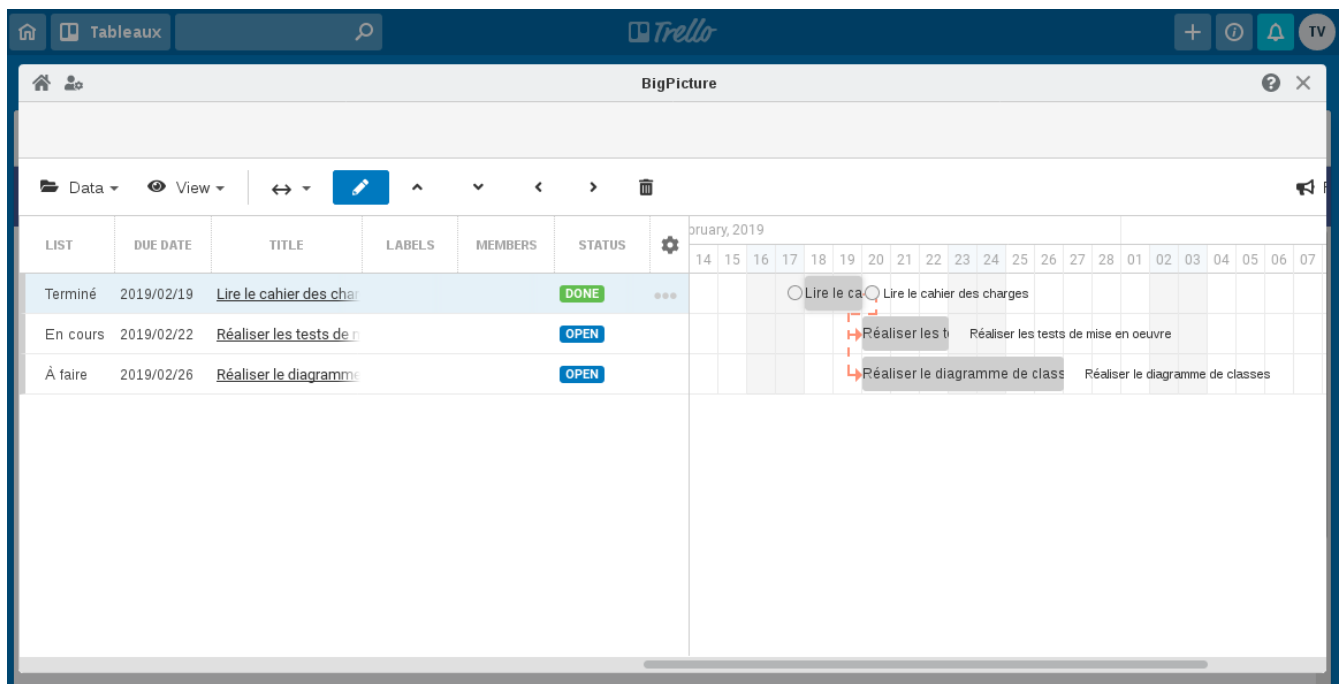 Tableaux
Trello
TV
BigPicture
Data
View
LIST DUE DATE TITLE LABELS MEMBERS STATUS
bruary, 2019
14 15 16 17 18 19 20 21 22 23 24 25 26 27 28 01 02 03 04 05 06 07
Terminé 2019/02/19 Lire le cahier des char DONE Lire le ca Lire le cahier des charges
En cours 2019/02/22 Réaliser les tests de OPEN Réaliser les Réaliser les tests de mise en oeuvre
À faire 2019/02/26 Réaliser le diagramme OPEN Réaliser le diagramme de class Réaliser le diagramme de classes